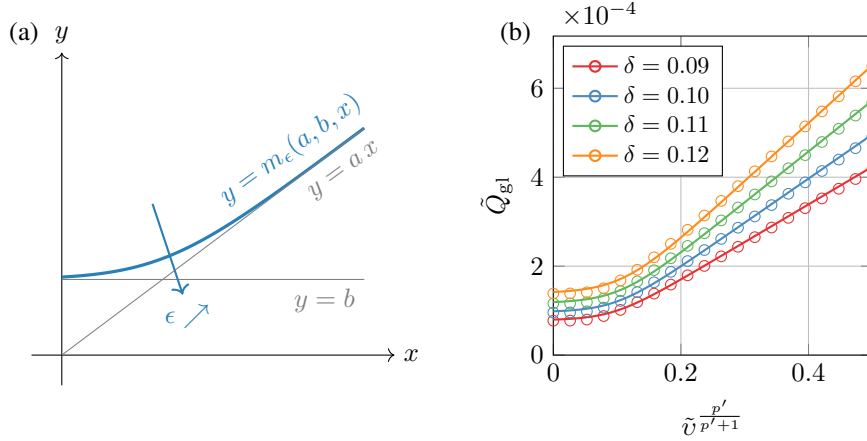 (a)
y
y = m_ϵ(a, b, x)
y = a x
y = b
ϵ ↗
x
(b)
×10⁻⁴
δ = 0.09
δ = 0.10
δ = 0.11
δ = 0.12
6
4
2
0
Q̃_gl
0 0.2 0.4
ṽ^{p′/(p′+1)}